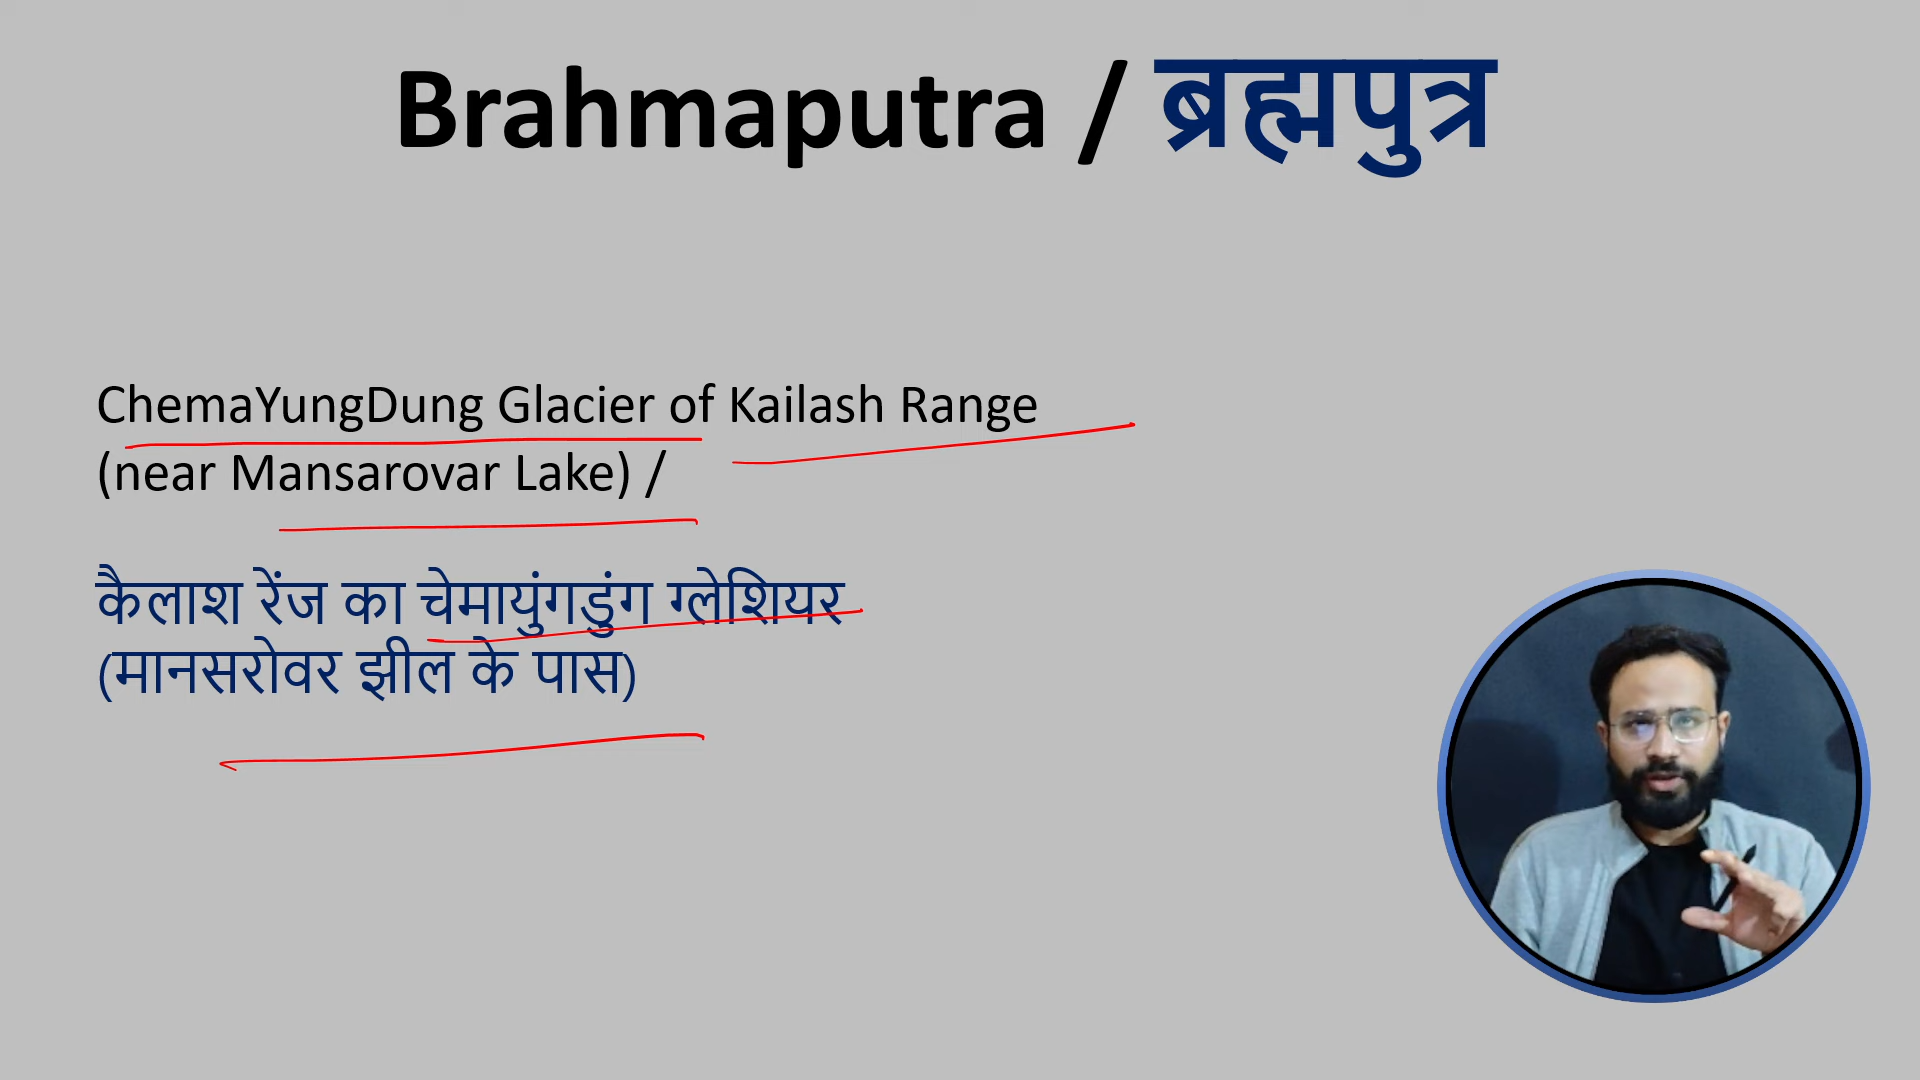 Brahmaputra / ब्रह्मपुत्र
ChemaYungDung Glacier of Kailash Range
(near Mansarovar Lake) /
कैलाश रेंज का चेमायुंगडुंग ग्लेशियर
(मानसरोवर झील के पास)